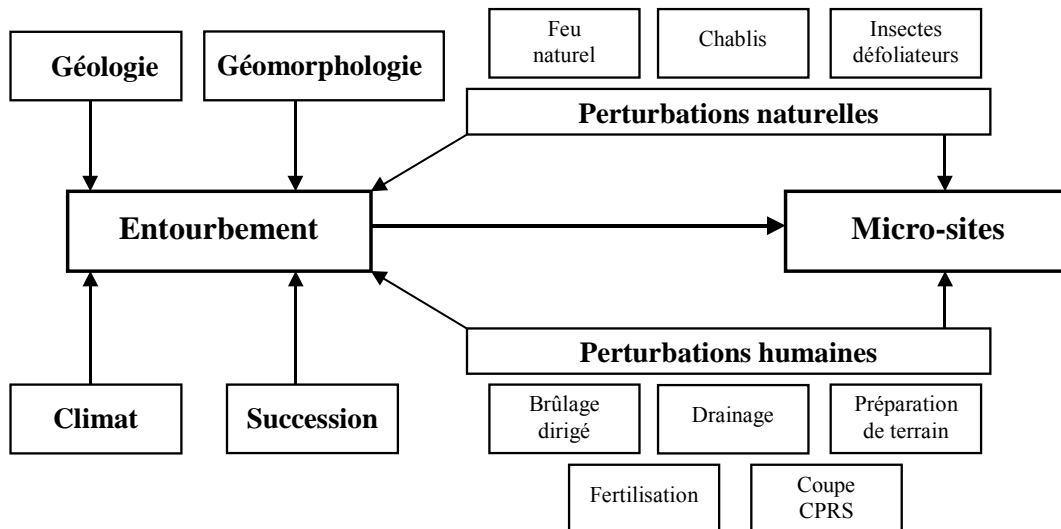 Géologie
Géomorphologie
Feu
naturel
Chablis
Insectes
défoliateurs
Perturbations naturelles
Entourbement
Micro-sites
Perturbations humaines
Climat
Succession
Brûlage
dirigé
Drainage
Préparation
de terrain
Fertilisation
Coupe
CPRS